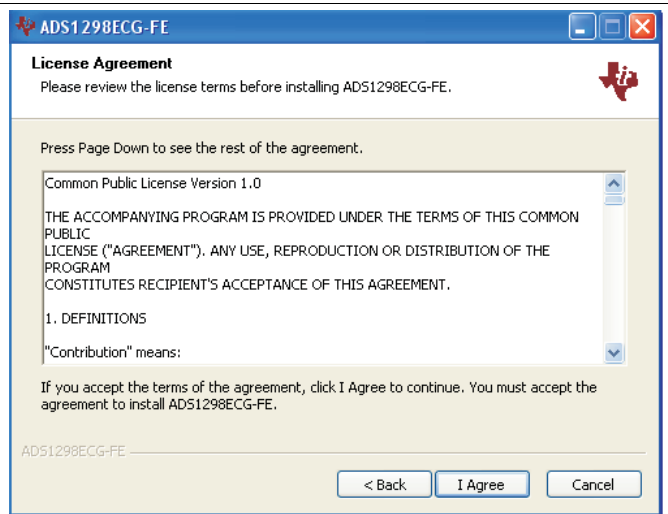 ADS1298ECG-FE
License Agreement
Please review the license terms before installing ADS1298ECG-FE.
Press Page Down to see the rest of the agreement.
Common Public License Version 1.0
THE ACCOMPANYING PROGRAM IS PROVIDED UNDER THE TERMS OF THIS COMMON
PUBLIC
LICENSE ("AGREEMENT"). ANY USE, REPRODUCTION OR DISTRIBUTION OF THE
PROGRAM
CONSTITUTES RECIPIENT'S ACCEPTANCE OF THIS AGREEMENT.
1. DEFINITIONS
"Contribution" means:
If you accept the terms of the agreement, click I Agree to continue. You must accept the
agreement to install ADS1298ECG-FE.
ADS1298ECG-FE
< Back
I Agree
Cancel